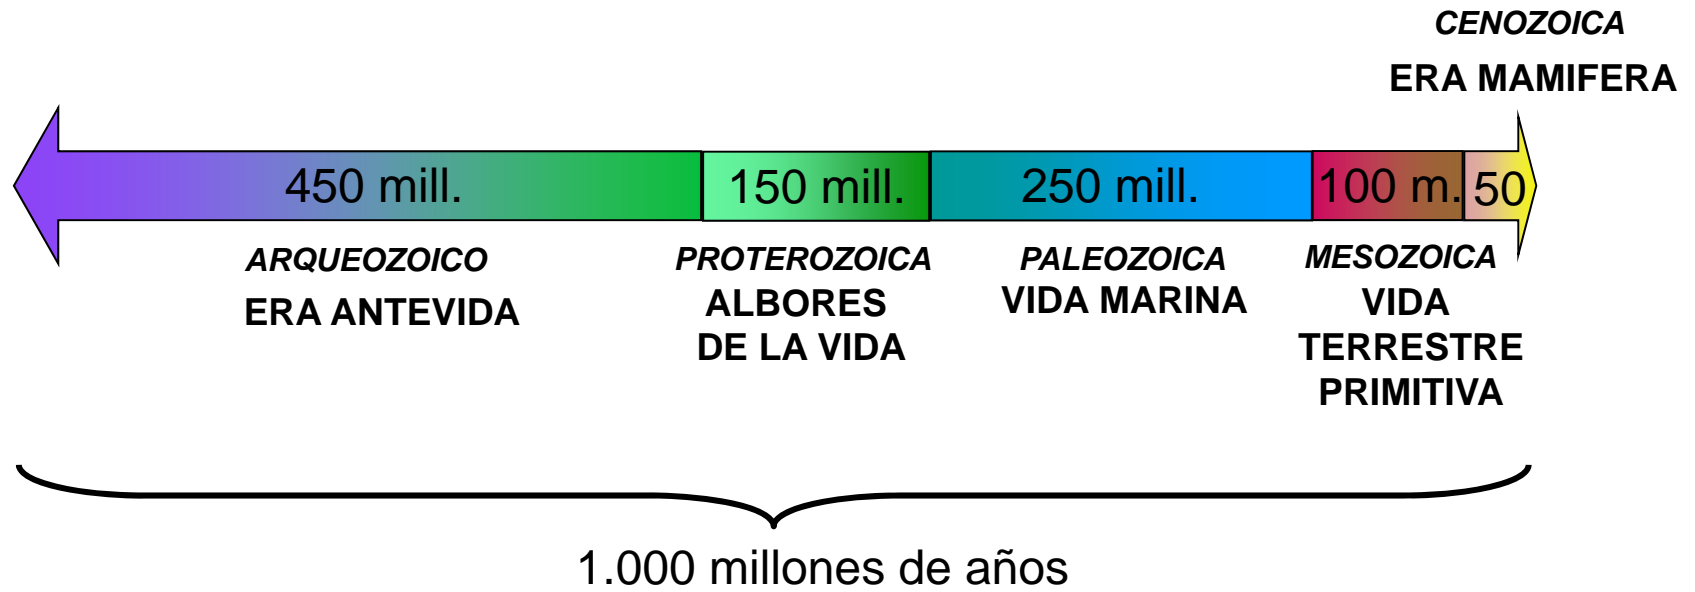 CENOZOICA
ERA MAMIFERA
450 mill.
150 mill.
250 mill.
100 m.
50
ARQUEOZOICO
ERA ANTEVIDA
PROTEROZOICA
ALBORES
DE LA VIDA
PALEOZOICA
VIDA MARINA
MESOZOICA
VIDA
TERRESTRE
PRIMITIVA
1.000 millones de años